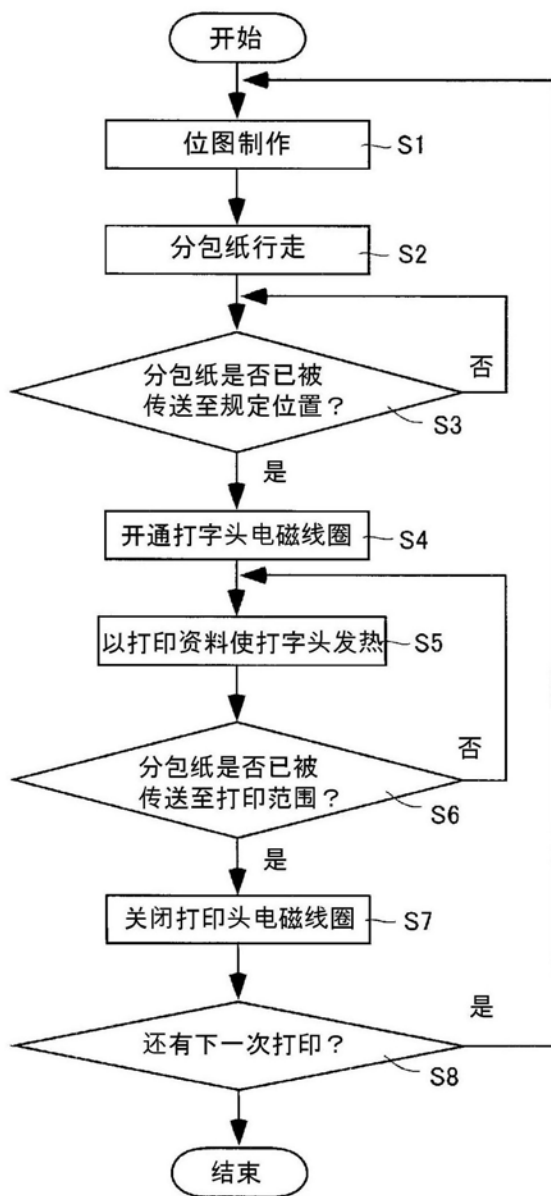 开始
位图制作
S1
分包纸行走
S2
分包纸是否已被
传送至规定位置？
否
S3
是
开通打字头电磁线圈
S4
以打印资料使打字头发热
S5
分包纸是否已被
传送至打印范围？
否
S6
是
关闭打印头电磁线圈
S7
还有下一次打印？
是
S8
结束